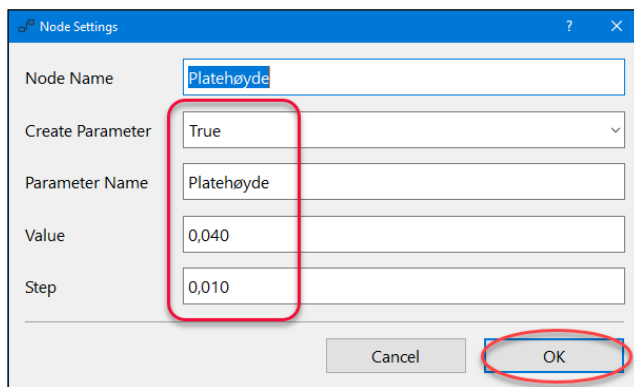 Node Settings
Node Name Platehøyde
Create Parameter True
Parameter Name Platehøyde
Value 0,040
Step 0,010
Cancel OK